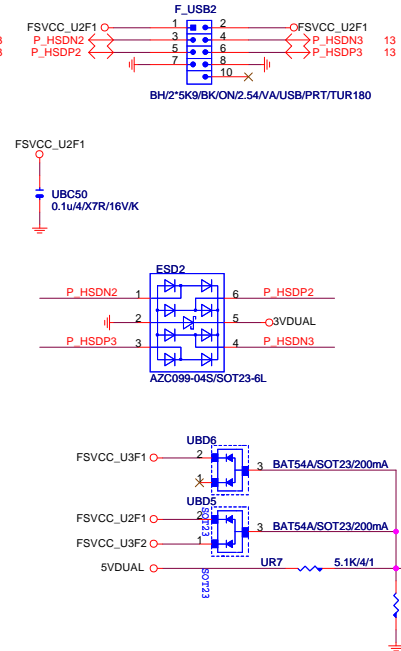 F_USB2
FSVCC_U2F1 1 2 FSVCC_U2F1
P_HSDN2 3 4 P_HSDN3 13
P_HSDP2 5 6 P_HSDP3 13
7 8
10
BH/2*5K9/BK/ON/2.54/VA/USB/PRT/TUR180
FSVCC_U2F1
UBC50
0.1u/4/X7R/16V/K
ESD2
P_HSDN2 1 6 P_HSDP2
2 5 3VDUAL
P_HSDP3 3 4 P_HSDN3
AZC099-04S/SOT23-6L
UBD6
FSVCC_U3F1 2
3 BAT54A/SOT23/200mA
1
UBD5
SOT23
FSVCC_U2F1 2
3 BAT54A/SOT23/200mA
FSVCC_U3F2 1
5VDUAL UR7 5.1K/4/1
SOT23